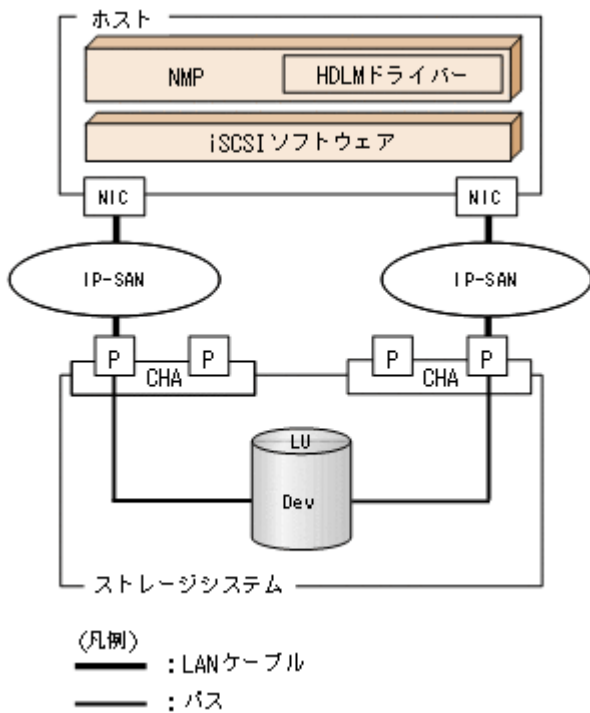 ホスト
NMP
HDLMドライバー
iSCSIソフトウェア
NIC
NIC
IP-SAN
IP-SAN
P
P
P
P
CHA
CHA
LU
Dev
ストレージシステム
(凡例)
:LANケーブル
:パス